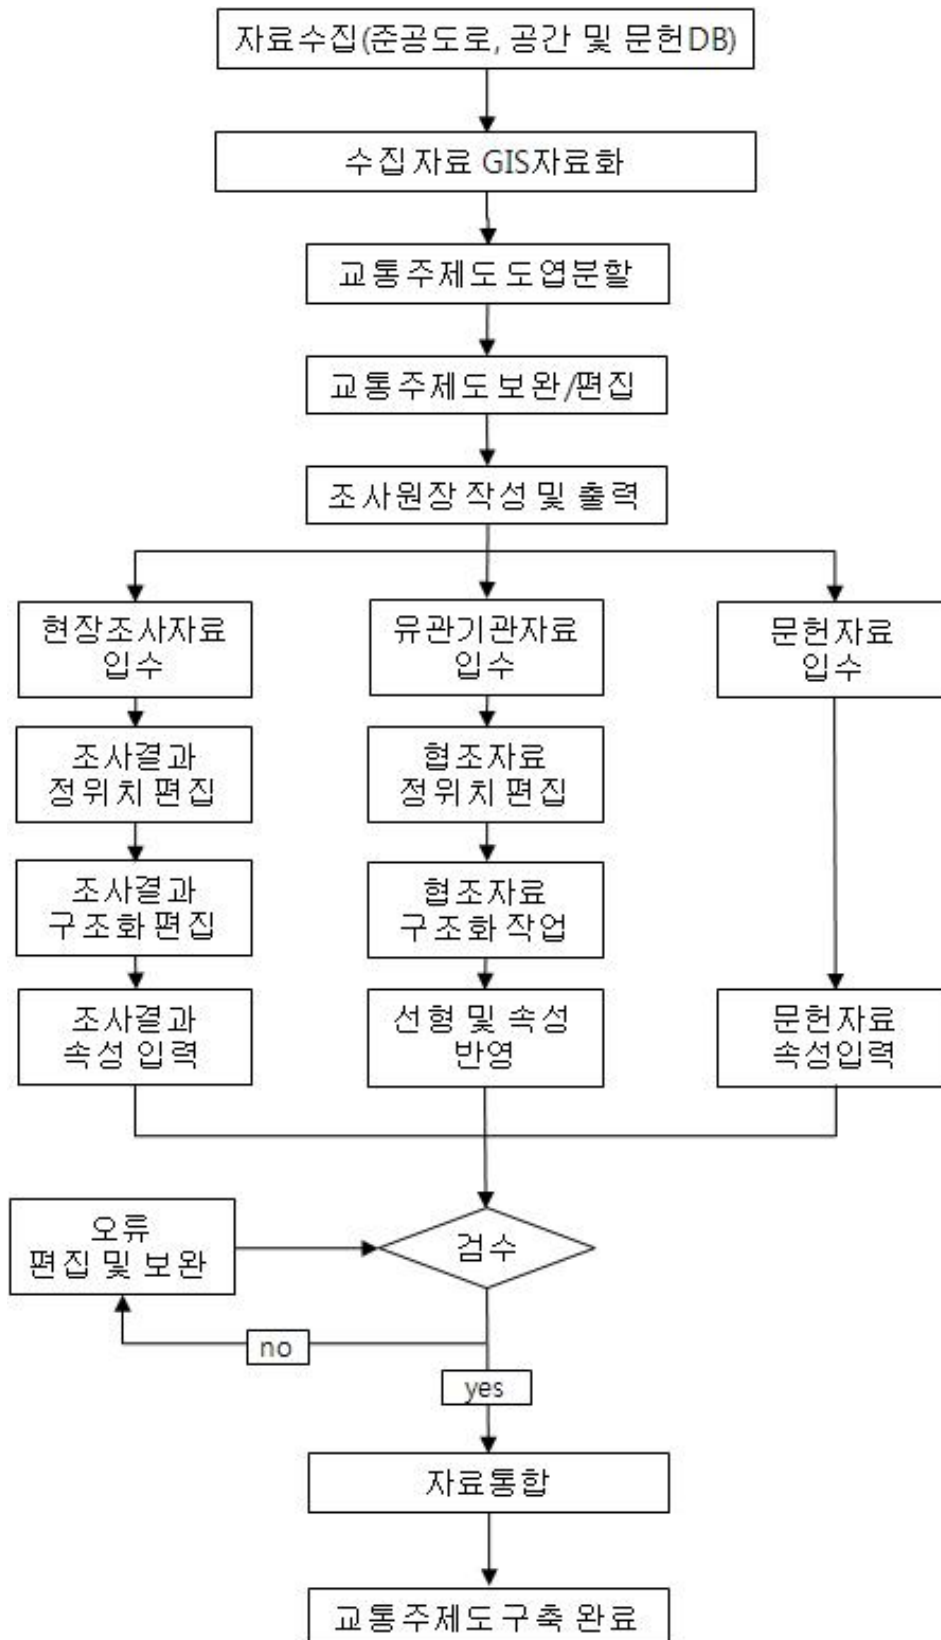 자료수집(준공도로, 공간 및 문헌DB)
수집자료 GIS자료화
교통주제도 도엽분할
교통주제도 보완/편집
조사원장 작성 및 출력
현장조사자료
입수
유관기관자료
입수
문헌자료
입수
조사결과
정위치 편집
협조자료
정위치 편집
조사결과
구조화 편집
협조자료
구조화 작업
조사결과
속성 입력
선형 및 속성
반영
문헌자료
속성입력
오류
편집 및 보완
검수
no
yes
자료통합
교통주제도 구축 완료